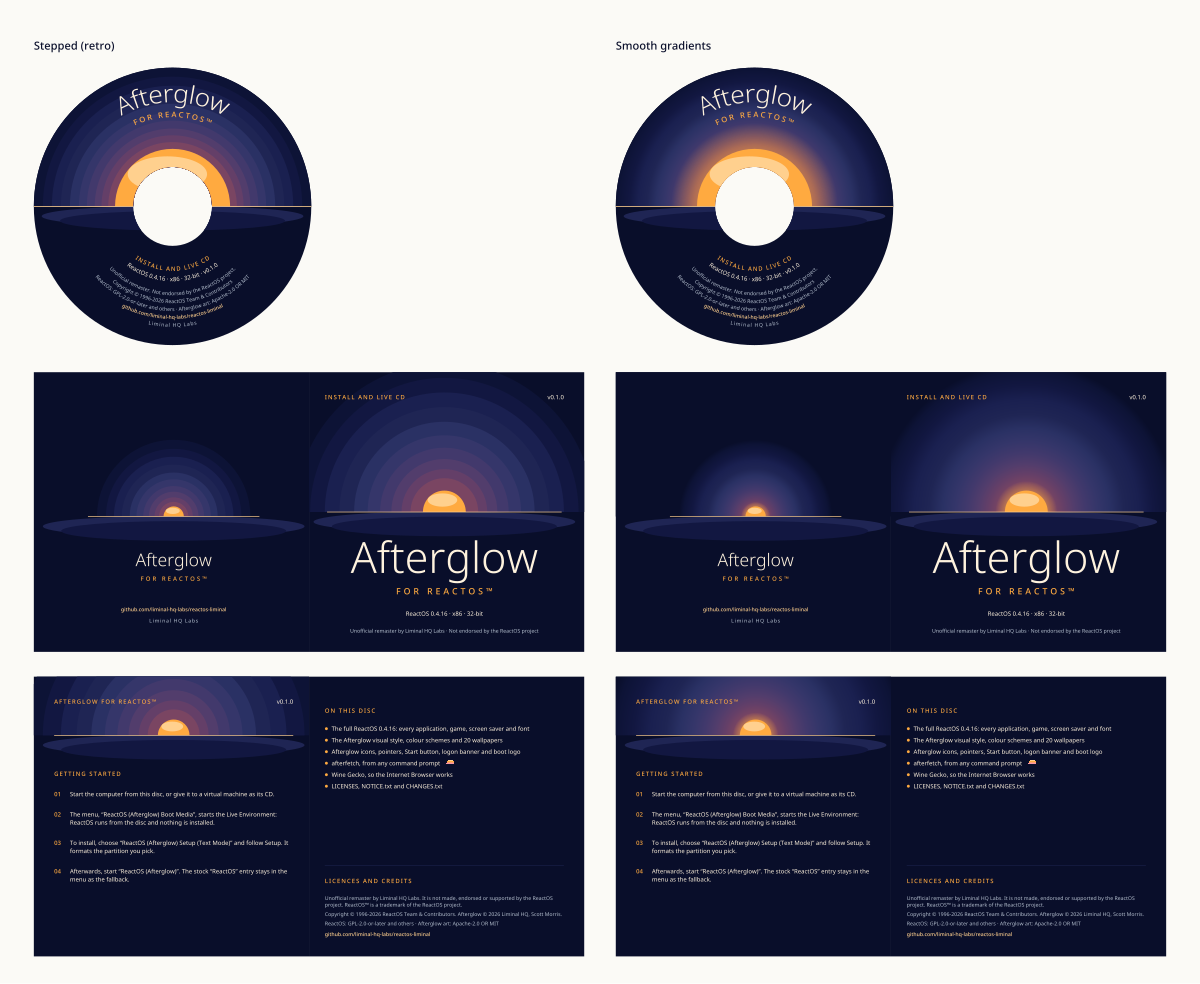 Stepped (retro)
Smooth gradients
Afterglow
FOR REACTOS™
INSTALL AND LIVE CD
ReactOS 0.4.16 · x86 · 32-bit · v0.1.0
Unofficial remaster. Not endorsed by the ReactOS project.
Copyright © 1996-2026 ReactOS Team & Contributors
ReactOS: GPL-2.0-or-later and others · Afterglow art: Apache-2.0 OR MIT
github.com/liminal-hq-labs/reactos-liminal
Liminal HQ Labs
Afterglow
FOR REACTOS™
INSTALL AND LIVE CD
ReactOS 0.4.16 · x86 · 32-bit · v0.1.0
Unofficial remaster. Not endorsed by the ReactOS project.
Copyright © 1996-2026 ReactOS Team & Contributors
ReactOS: GPL-2.0-or-later and others · Afterglow art: Apache-2.0 OR MIT
github.com/liminal-hq-labs/reactos-liminal
Liminal HQ Labs
Afterglow
FOR REACTOS™
github.com/liminal-hq-labs/reactos-liminal
Liminal HQ Labs
INSTALL AND LIVE CD
v0.1.0
Afterglow
FOR REACTOS™
ReactOS 0.4.16 · x86 · 32-bit
Unofficial remaster by Liminal HQ Labs · Not endorsed by the ReactOS project
Afterglow
FOR REACTOS™
github.com/liminal-hq-labs/reactos-liminal
Liminal HQ Labs
INSTALL AND LIVE CD
v0.1.0
Afterglow
FOR REACTOS™
ReactOS 0.4.16 · x86 · 32-bit
Unofficial remaster by Liminal HQ Labs · Not endorsed by the ReactOS project
AFTERGLOW FOR REACTOS™
v0.1.0
GETTING STARTED
01 Start the computer from this disc, or give it to a virtual machine as its CD.
02 The menu, “ReactOS (Afterglow) Boot Media”, starts the Live Environment:
ReactOS runs from the disc and nothing is installed.
03 To install, choose “ReactOS (Afterglow) Setup (Text Mode)” and follow Setup. It
formats the partition you pick.
04 Afterwards, start “ReactOS (Afterglow)”. The stock “ReactOS” entry stays in the
menu as the fallback.
ON THIS DISC
The full ReactOS 0.4.16: every application, game, screen saver and font
The Afterglow visual style, colour schemes and 20 wallpapers
Afterglow icons, pointers, Start button, logon banner and boot logo
afterfetch, from any command prompt
Wine Gecko, so the Internet Browser works
LICENSES, NOTICE.txt and CHANGES.txt
LICENCES AND CREDITS
Unofficial remaster by Liminal HQ Labs. It is not made, endorsed or supported by the ReactOS
project. ReactOS™ is a trademark of the ReactOS project.
Copyright © 1996-2026 ReactOS Team & Contributors. Afterglow © 2026 Liminal HQ, Scott Morris.
ReactOS: GPL-2.0-or-later and others · Afterglow art: Apache-2.0 OR MIT
github.com/liminal-hq-labs/reactos-liminal
AFTERGLOW FOR REACTOS™
v0.1.0
GETTING STARTED
01 Start the computer from this disc, or give it to a virtual machine as its CD.
02 The menu, “ReactOS (Afterglow) Boot Media”, starts the Live Environment:
ReactOS runs from the disc and nothing is installed.
03 To install, choose “ReactOS (Afterglow) Setup (Text Mode)” and follow Setup. It
formats the partition you pick.
04 Afterwards, start “ReactOS (Afterglow)”. The stock “ReactOS” entry stays in the
menu as the fallback.
ON THIS DISC
The full ReactOS 0.4.16: every application, game, screen saver and font
The Afterglow visual style, colour schemes and 20 wallpapers
Afterglow icons, pointers, Start button, logon banner and boot logo
afterfetch, from any command prompt
Wine Gecko, so the Internet Browser works
LICENSES, NOTICE.txt and CHANGES.txt
LICENCES AND CREDITS
Unofficial remaster by Liminal HQ Labs. It is not made, endorsed or supported by the ReactOS
project. ReactOS™ is a trademark of the ReactOS project.
Copyright © 1996-2026 ReactOS Team & Contributors. Afterglow © 2026 Liminal HQ, Scott Morris.
ReactOS: GPL-2.0-or-later and others · Afterglow art: Apache-2.0 OR MIT
github.com/liminal-hq-labs/reactos-liminal